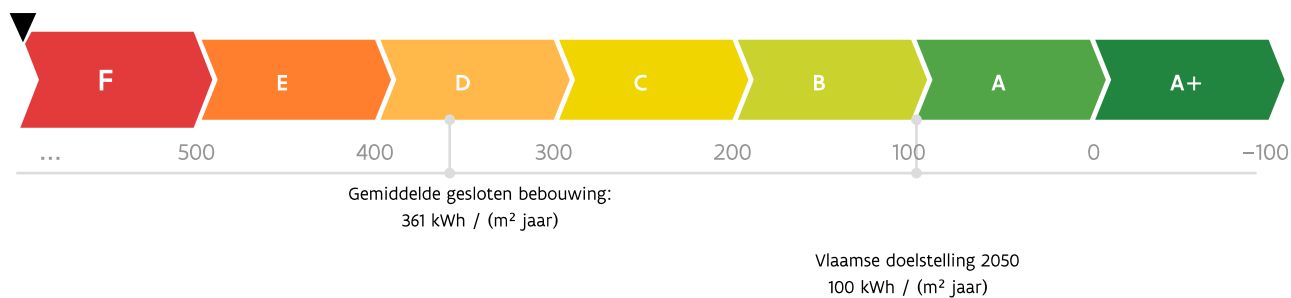 F E D C B A A+
... 500 400 300 200 100 0 –100
Gemiddelde gesloten bebouwing:
361 kWh / (m² jaar)
Vlaamse doelstelling 2050
100 kWh / (m² jaar)